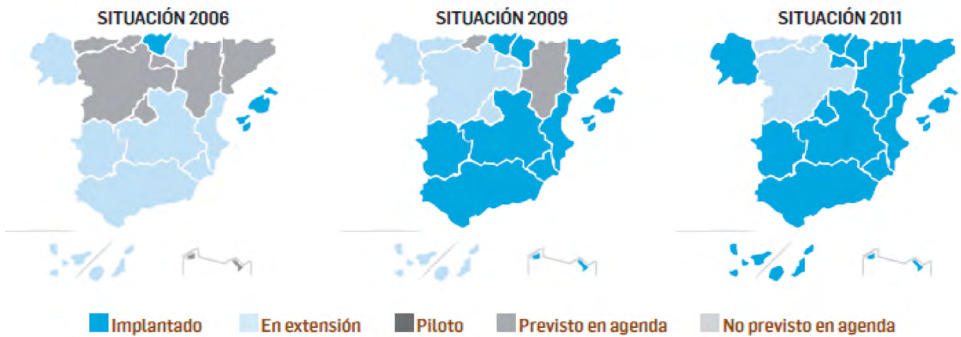 SITUACIÓN 2006
SITUACIÓN 2009
SITUACIÓN 2011
Implantado
En extensión
Piloto
Previsto en agenda
No previsto en agenda